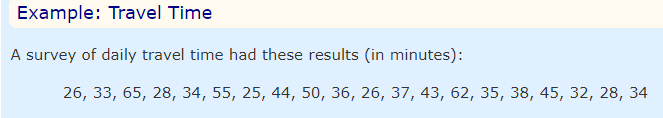 Example: Travel Time
A survey of daily travel time had these results (in minutes):
26, 33, 65, 28, 34, 55, 25, 44, 50, 36, 26, 37, 43, 62, 35, 38, 45, 32, 28, 34